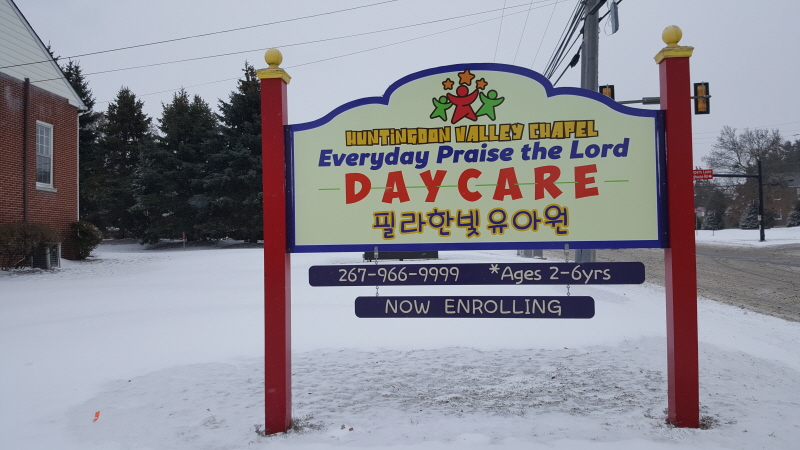 HUNTINGDON VALLEY CHAPEL
Everyday Praise the Lord
DAYCARE
필라한빛유아원
267-966-9999 *Ages 2-6yrs
NOW ENROLLING